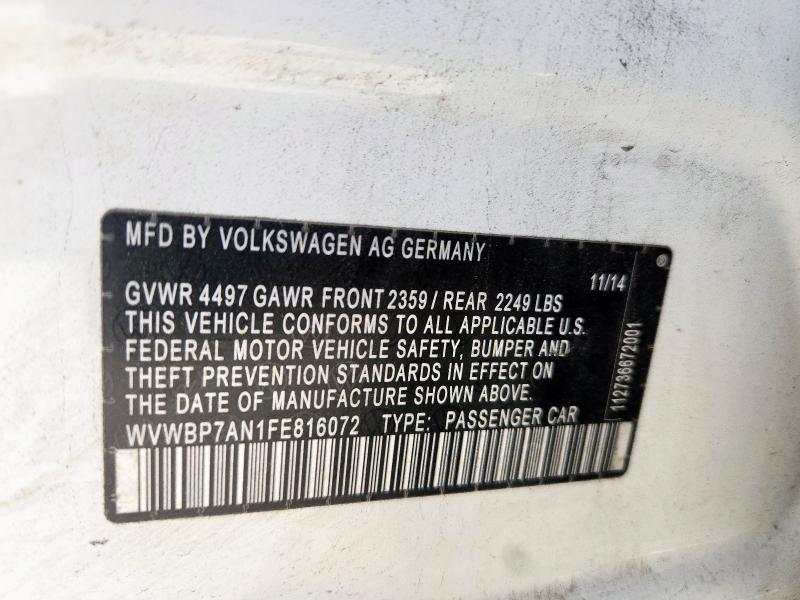 MFD BY VOLKSWAGEN AG GERMANY
11/14
GVWR 4497 GAWR FRONT 2359 / REAR 2249 LBS
THIS VEHICLE CONFORMS TO ALL APPLICABLE U.S.
FEDERAL MOTOR VEHICLE SAFETY, BUMPER AND
THEFT PREVENTION STANDARDS IN EFFECT ON
THE DATE OF MANUFACTURE SHOWN ABOVE.
WVWBP7AN1FE816072 TYPE: PASSENGER CAR
112736672001
®